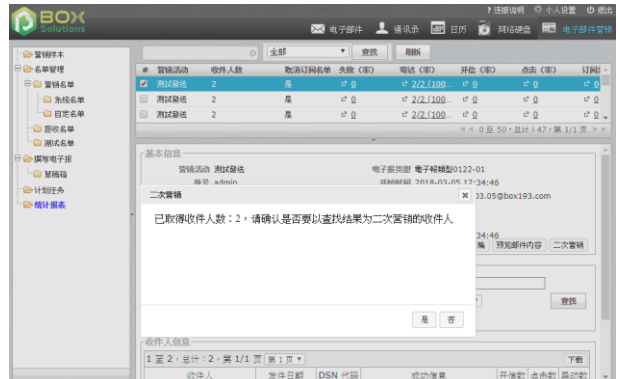 ? 注册说明 个人设置 退出
BOX Solutions
电子邮件 通讯录 日历 网络硬盘 电子邮件营销
营销样本
名单管理
营销名单
系统名单
自定名单
拒收名单
测试名单
撰写电子报
草稿箱
计划任务
统计报表
全部 查找 刷新
# 营销活动 收件人数 取消订阅名单 失败（率） 寄达（率） 开信（率） 点击（率）
测试发送 2 是 0 2/2 (100... 0 0 0
测试发送 2 是 0 2/2 (100... 0 0 0
测试发送 2 是 0 2/2 (100... 0 0 0
0 至 50，总计：47，第 1/1 页
基本信息
营销活动 测试发送 电子报类型 电子报类型0122-01
admin 2018-03-05 12:34:46
二次营销
03.05@box193.com
已取得收件人数：2，请确认是否要以查找结果为二次营销的收件人
34:46
预览邮件内容 二次营销
查找
是 否
收件人信息
1 至 2，总计：2，第 1/1 页 第 1 页 下载
收件人 发件日期 DSN 代码 成功信息 开信数 点击数